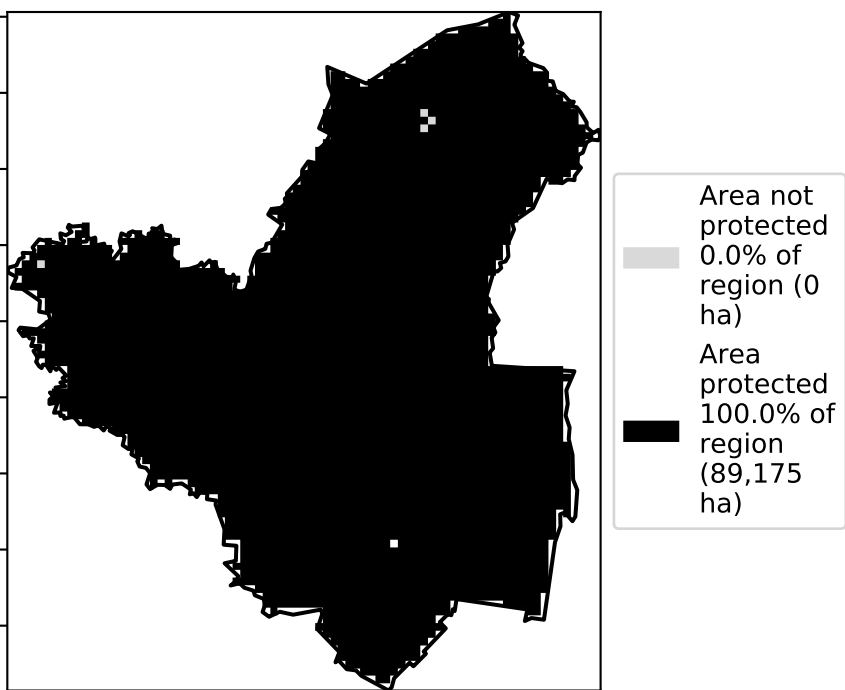 Area not
protected
0.0% of
region (0
ha)
Area
protected
100.0% of
region
(89,175
ha)